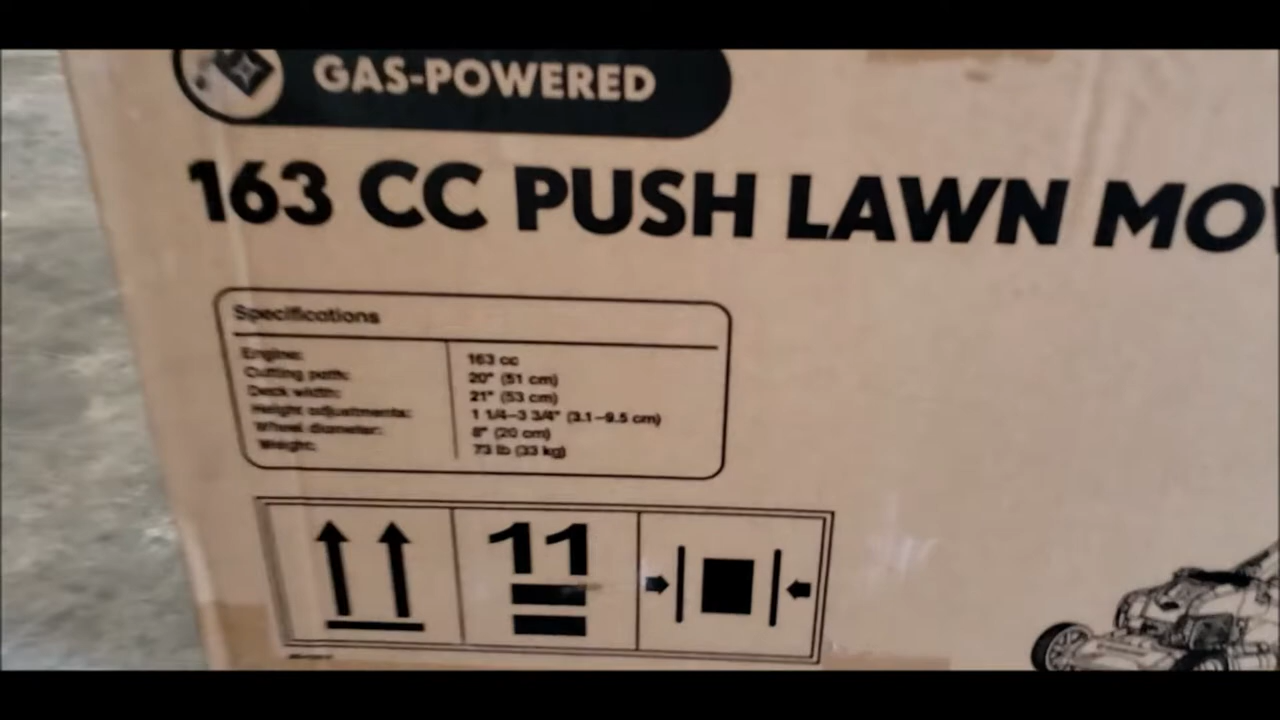 GAS-POWERED
163 CC PUSH LAWN MO
Specifications
Engine: 163 cc
Cutting path: 20" (51 cm)
Deck width: 21" (53 cm)
Height adjustments: 1 1/4–3 3/4" (3.1–9.5 cm)
Wheel diameter: 8" (20 cm)
Weight: 73 lb (33 kg)
11